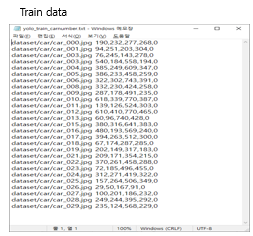 Train data
yolo_train_carnumber.txt - Windows 메모장
파일(F) 편집(E) 서식(O) 보기(V) 도움말
dataset/car/car_000.jpg 190,232,277,268,0
dataset/car/car_001.jpg 94,251,203,304,0
dataset/car/car_003.jpg 76,245,143,278,0
dataset/car/car_003.jpg 540,184,558,194,0
dataset/car/car_004.jpg 385,249,609,347,0
dataset/car/car_005.jpg 386,233,458,259,0
dataset/car/car_006.jpg 322,302,743,391,0
dataset/car/car_008.jpg 332,230,424,258,0
dataset/car/car_009.jpg 287,178,491,235,0
dataset/car/car_010.jpg 618,339,770,387,0
dataset/car/car_011.jpg 139,126,524,303,0
dataset/car/car_012.jpg 610,410,770,465,0
dataset/car/car_013.jpg 60,96,740,428,0
dataset/car/car_015.jpg 380,316,641,383,0
dataset/car/car_016.jpg 480,193,569,240,0
dataset/car/car_017.jpg 394,263,512,300,0
dataset/car/car_018.jpg 67,174,287,285,0
dataset/car/car_019.jpg 202,149,317,183,0
dataset/car/car_021.jpg 209,171,354,215,0
dataset/car/car_022.jpg 370,261,458,288,0
dataset/car/car_023.jpg 72,185,496,455,0
dataset/car/car_024.jpg 312,271,419,322,0
dataset/car/car_025.jpg 157,264,506,349,0
dataset/car/car_026.jpg 29,50,167,91,0
dataset/car/car_027.jpg 100,201,186,232,0
dataset/car/car_028.jpg 249,244,395,292,0
dataset/car/car_029.jpg 235,124,568,229,0
줄 1, 열 1 100% Windows (CRLF) UTF-8